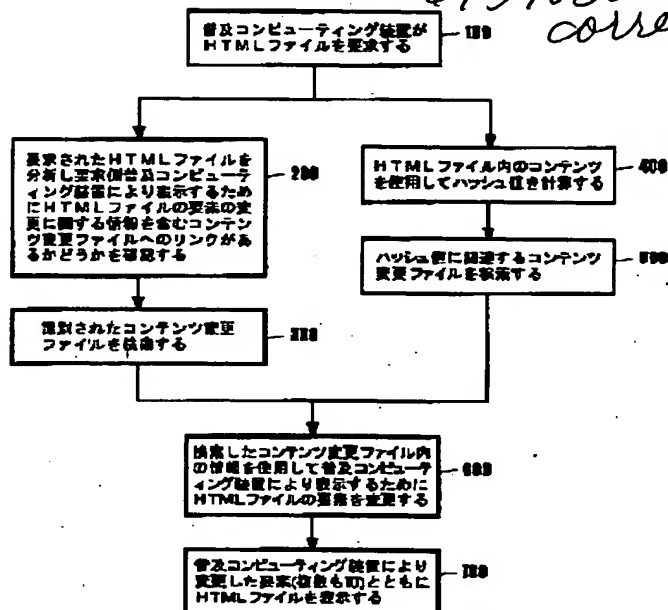 corre
普及コンピューティング装置が
HTMLファイルを要求する
100
要求されたHTMLファイルを
分析し要求側普及コンピューテ
ィング装置により表示するため
にHTMLファイルの要素の変
更に関する情報を含むコンテン
ツ変更ファイルへのリンクがあ
るかどうかを確認する
200
HTMLファイル内のコンテンツ
を使用してハッシュ値を計算する
400
ハッシュ値に関連するコンテンツ
変更ファイルを検索する
500
識別されたコンテンツ変更
ファイルを検索する
300
検索したコンテンツ変更ファイル内
の情報を使用して普及コンピューテ
ィング装置により表示するために
HTMLファイルの要素を変更する
600
普及コンピューティング装置により
変更した要素(複数も可)とともに
HTMLファイルを表示する
700